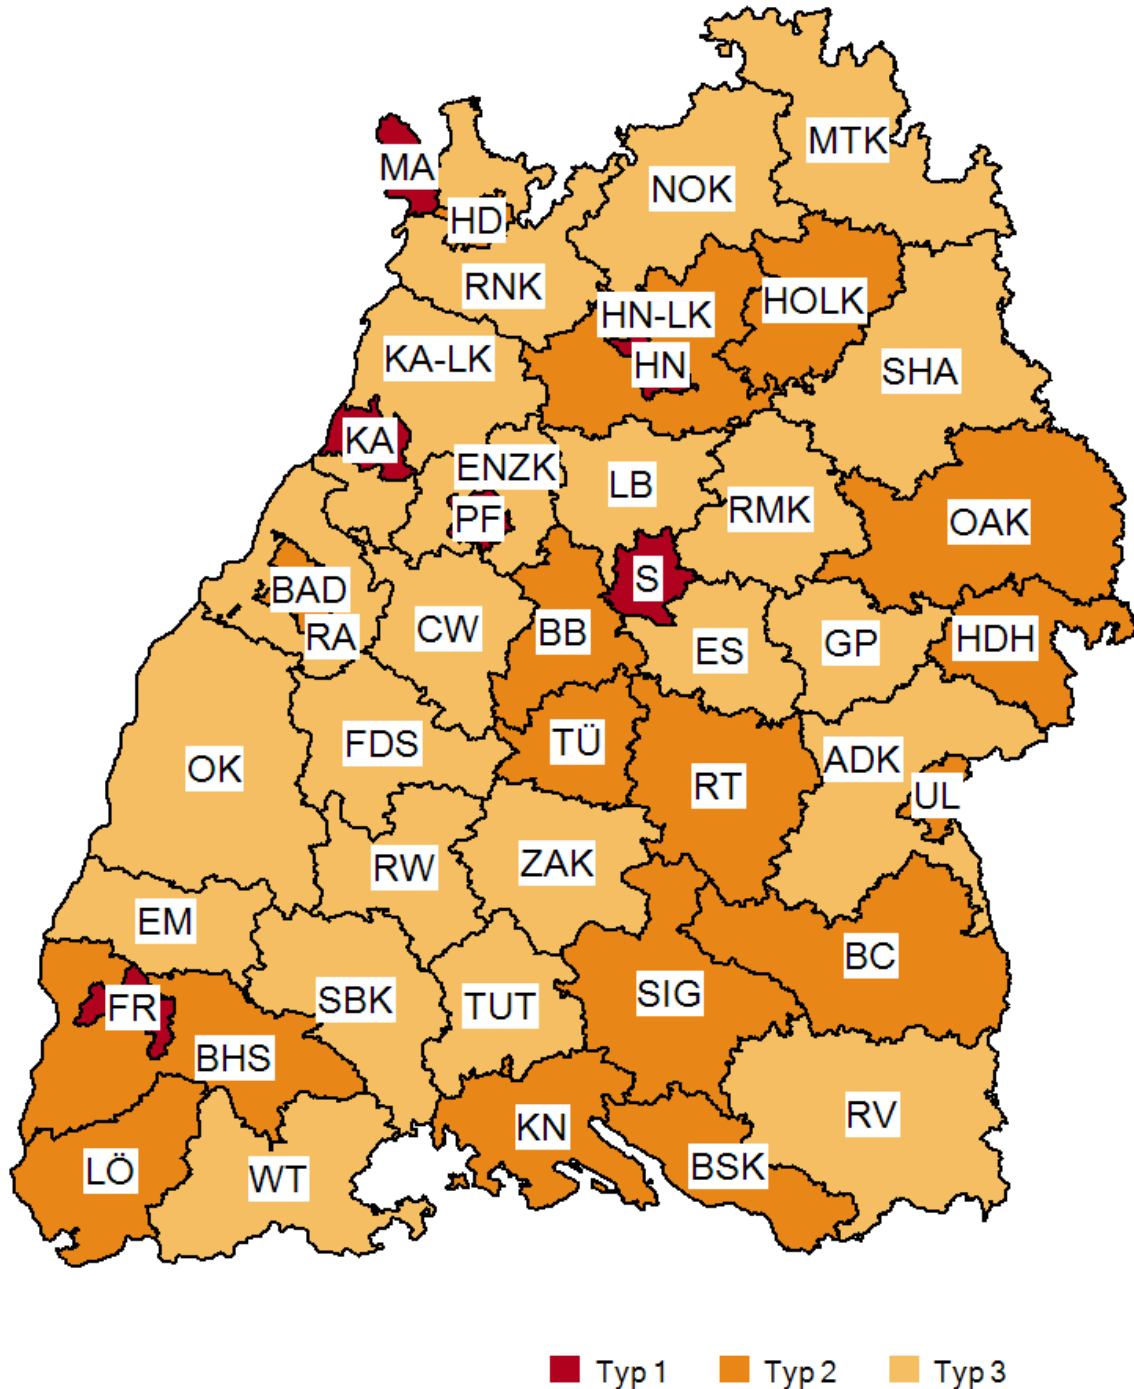 MTK
MA
NOK
HD
RNK
HOLK
HN-LK
KA-LK
HN
SHA
KA
ENZK
LB
RMK
PF
OAK
S
BAD
RA
CW
BB
ES
GP
HDH
FDS
TÜ
OK
RT
ADK
UL
RW
ZAK
EM
BC
SBK
TUT
SIG
FR
BHS
KN
RV
LÖ
WT
BSK
Typ 1 Typ 2 Typ 3